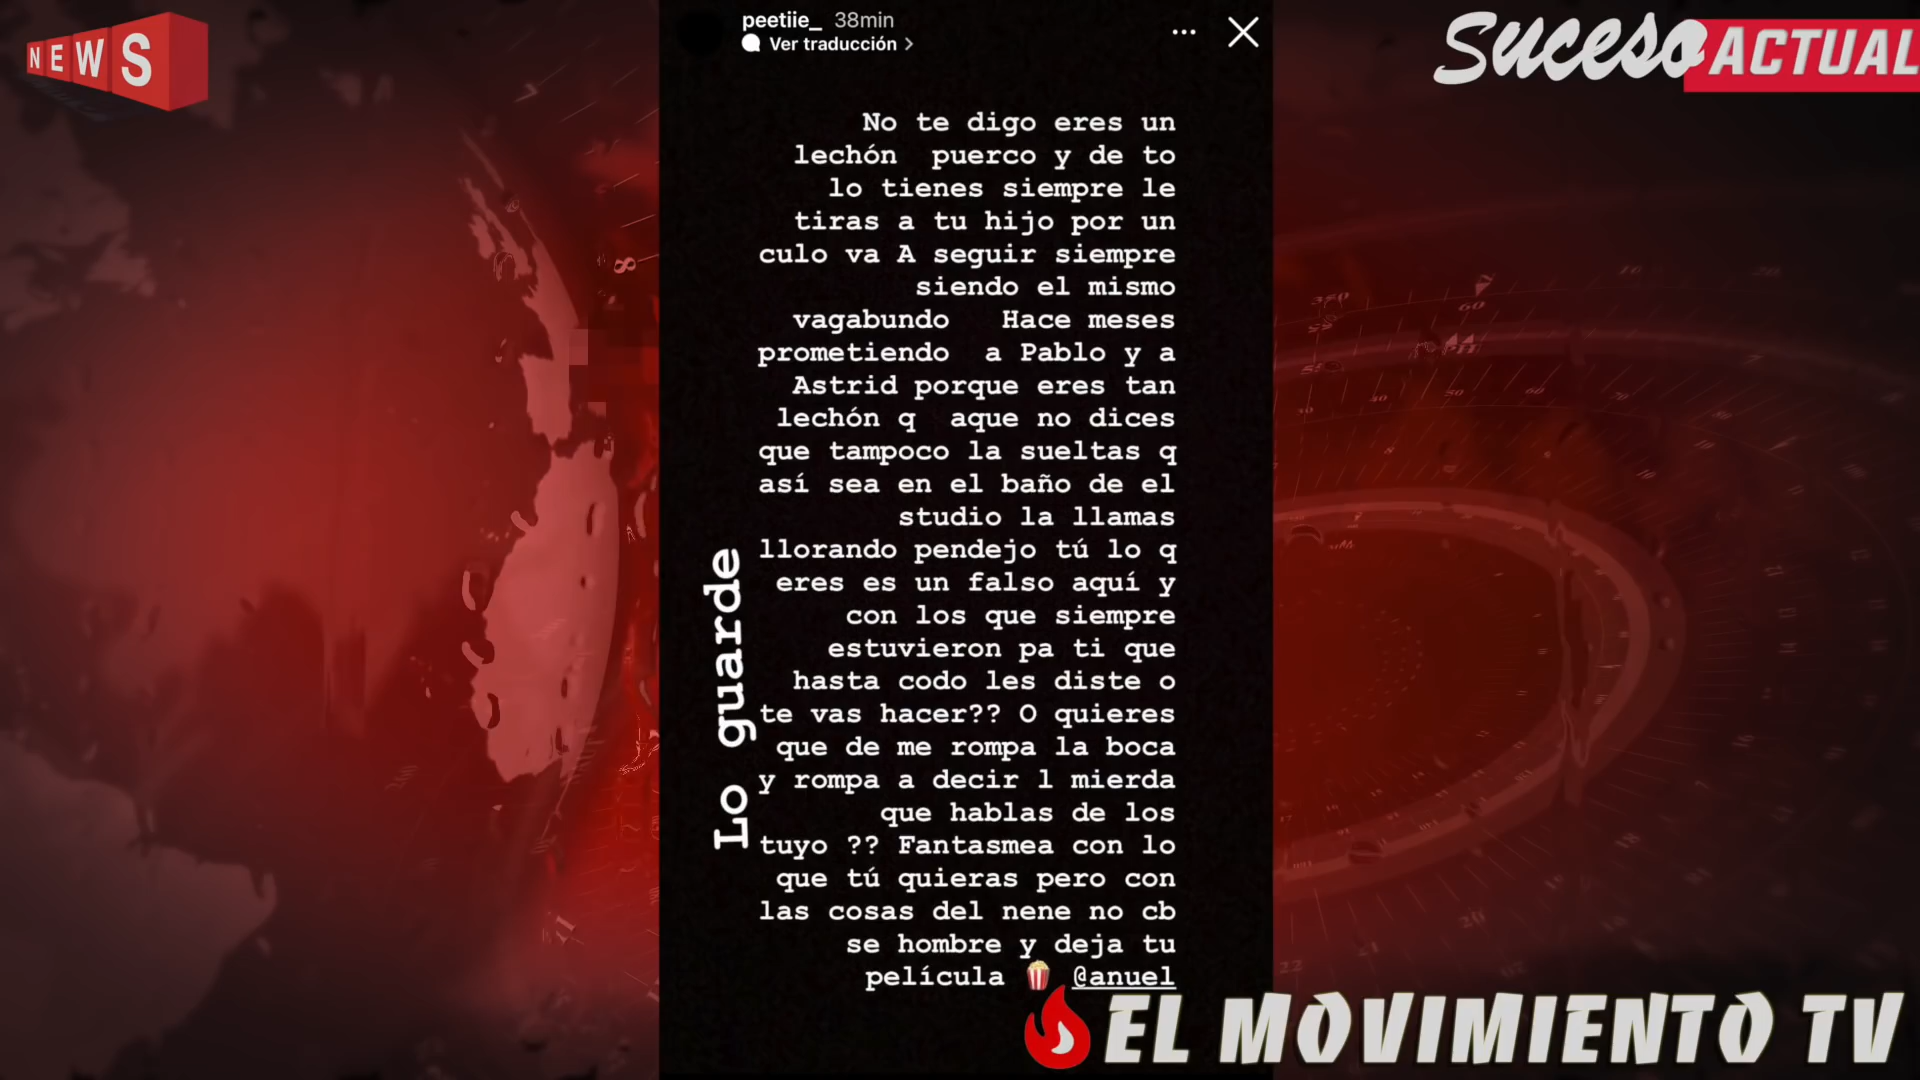 NEWS
peetiie_ 38min
Ver traducción
Suceso ACTUAL
No te digo eres un
lechón puerco y de to
lo tienes siempre le
tiras a tu hijo por un
culo va A seguir siempre
siendo el mismo
vagabundo Hace meses
prometiendo a Pablo y a
Astrid porque eres tan
lechón q aque no dices
que tampoco la sueltas q
así sea en el baño de el
studio la llamas
llorando pendejo tú lo q
eres es un falso aquí y
con los que siempre
estuvieron pa ti que
hasta codo les diste o
te vas hacer?? O quieres
que de me rompa la boca
y rompa a decir l mierda
que hablas de los
tuyo ?? Fantasmea con lo
que tú quieras pero con
las cosas del nene no cb
se hombre y deja tu
película 🍿 @anuel
Lo guarde
EL MOVIMIENTO TV